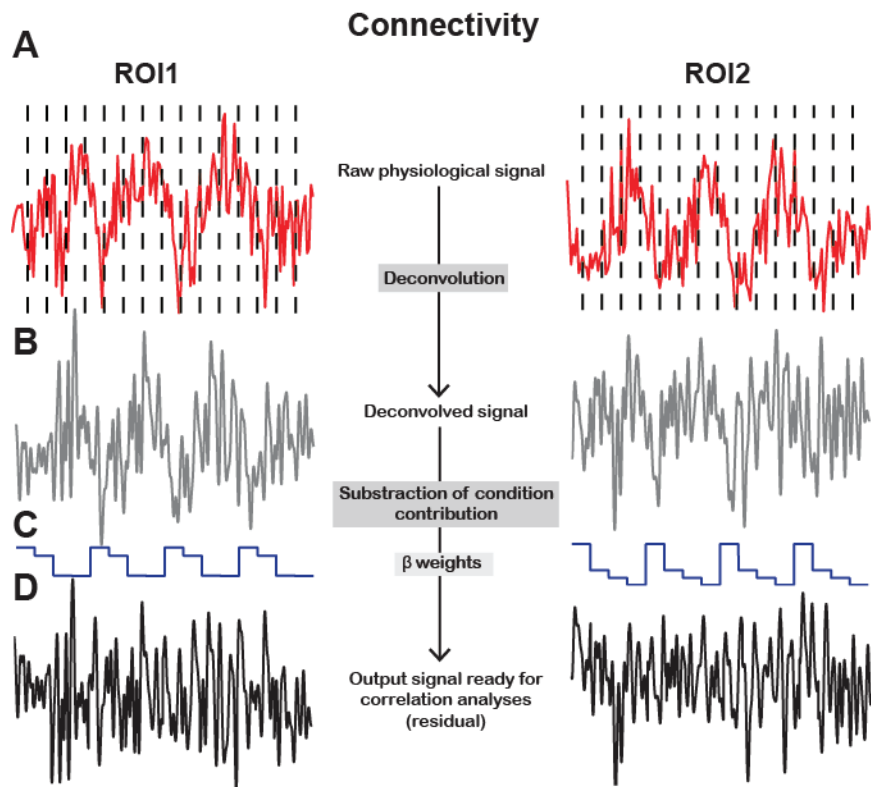 Connectivity
A
ROI1
ROI2
Raw physiological signal
Deconvolution
B
Deconvolved signal
Substraction of condition
contribution
C
β weights
D
Output signal ready for
correlation analyses
(residual)